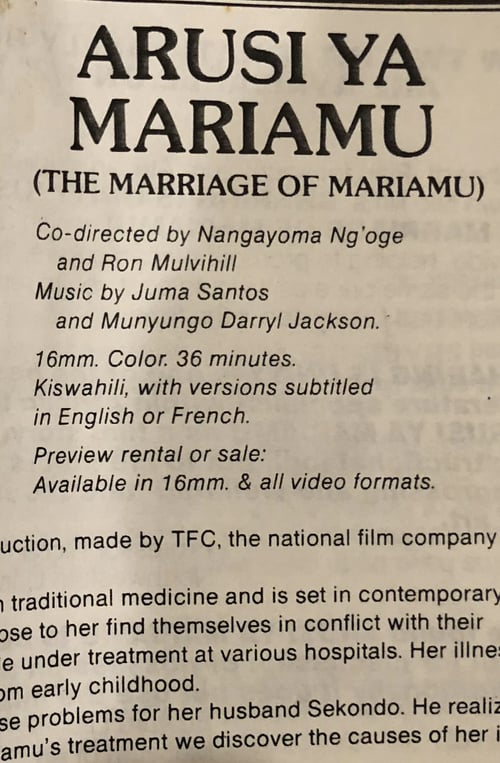 ARUSI YA
MARIAMU
(THE MARRIAGE OF MARIAMU)
Co-directed by Nangayoma Ng'oge
and Ron Mulvihill
Music by Juma Santos
and Munyungo Darryl Jackson.
16mm. Color. 36 minutes.
Kiswahili, with versions subtitled
in English or French.
Preview rental or sale:
Available in 16mm. & all video formats.
uction, made by TFC, the national film company
traditional medicine and is set in contemporary
ose to her find themselves in conflict with their
e under treatment at various hospitals. Her illnes
om early childhood.
se problems for her husband Sekondo. He realiz
amu's treatment we discover the causes of her i